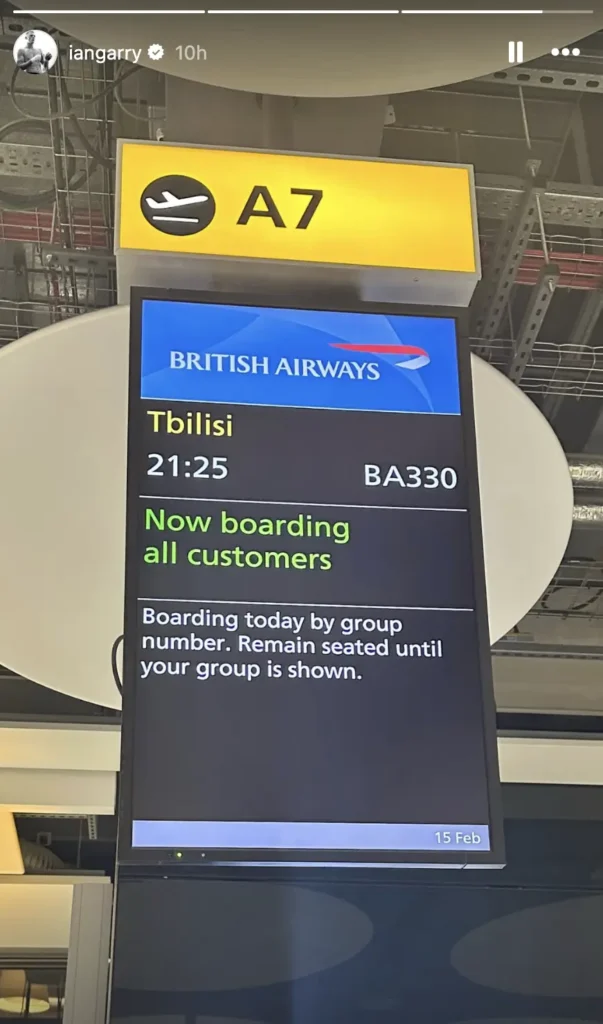 iangarry 10h
A7
BRITISH AIRWAYS
Tbilisi
21:25 BA330
Now boarding
all customers
Boarding today by group
number. Remain seated until
your group is shown.
15 Feb